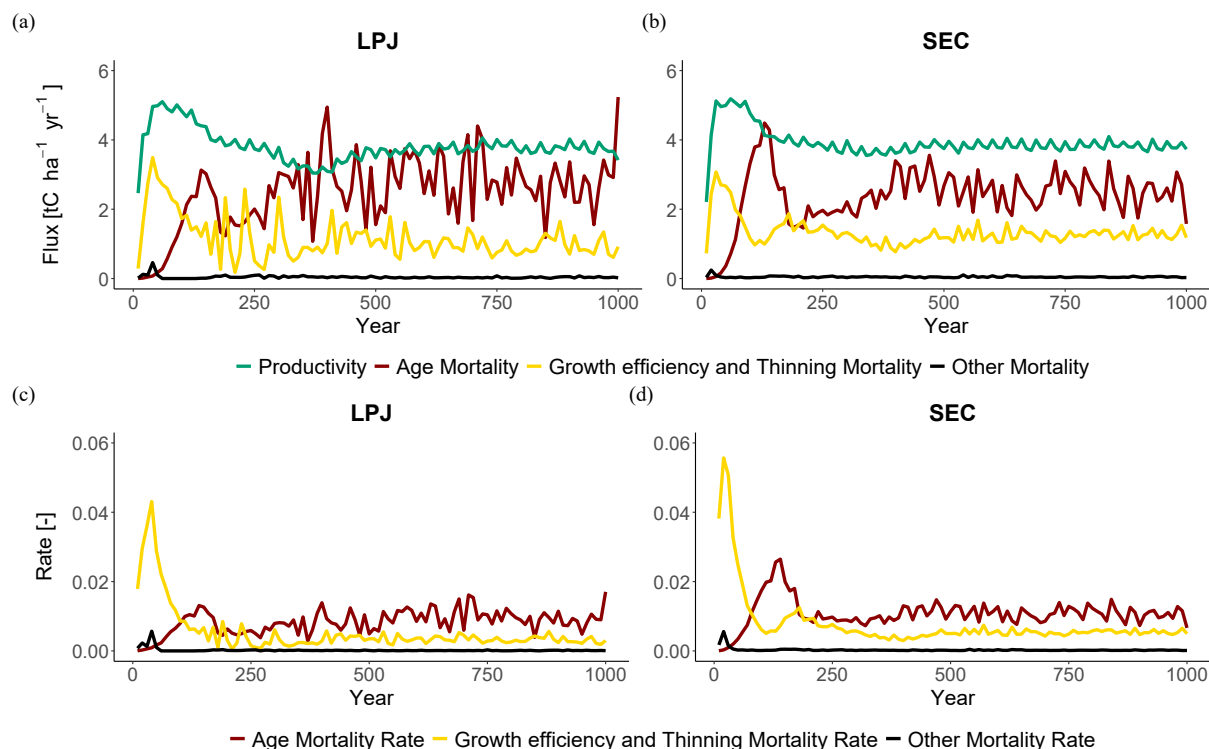 (a)
(b)
LPJ
SEC
6
4
2
0
Flux [tC ha⁻¹ yr⁻¹ ]
0 250 500 750 1000
Year
6
4
2
0
0 250 500 750 1000
Year
Productivity Age Mortality Growth efficiency and Thinning Mortality Other Mortality
(c)
(d)
LPJ
SEC
0.06
0.04
0.02
0.00
Rate [-]
0 250 500 750 1000
Year
0.06
0.04
0.02
0.00
0 250 500 750 1000
Year
Age Mortality Rate Growth efficiency and Thinning Mortality Rate Other Mortality Rate